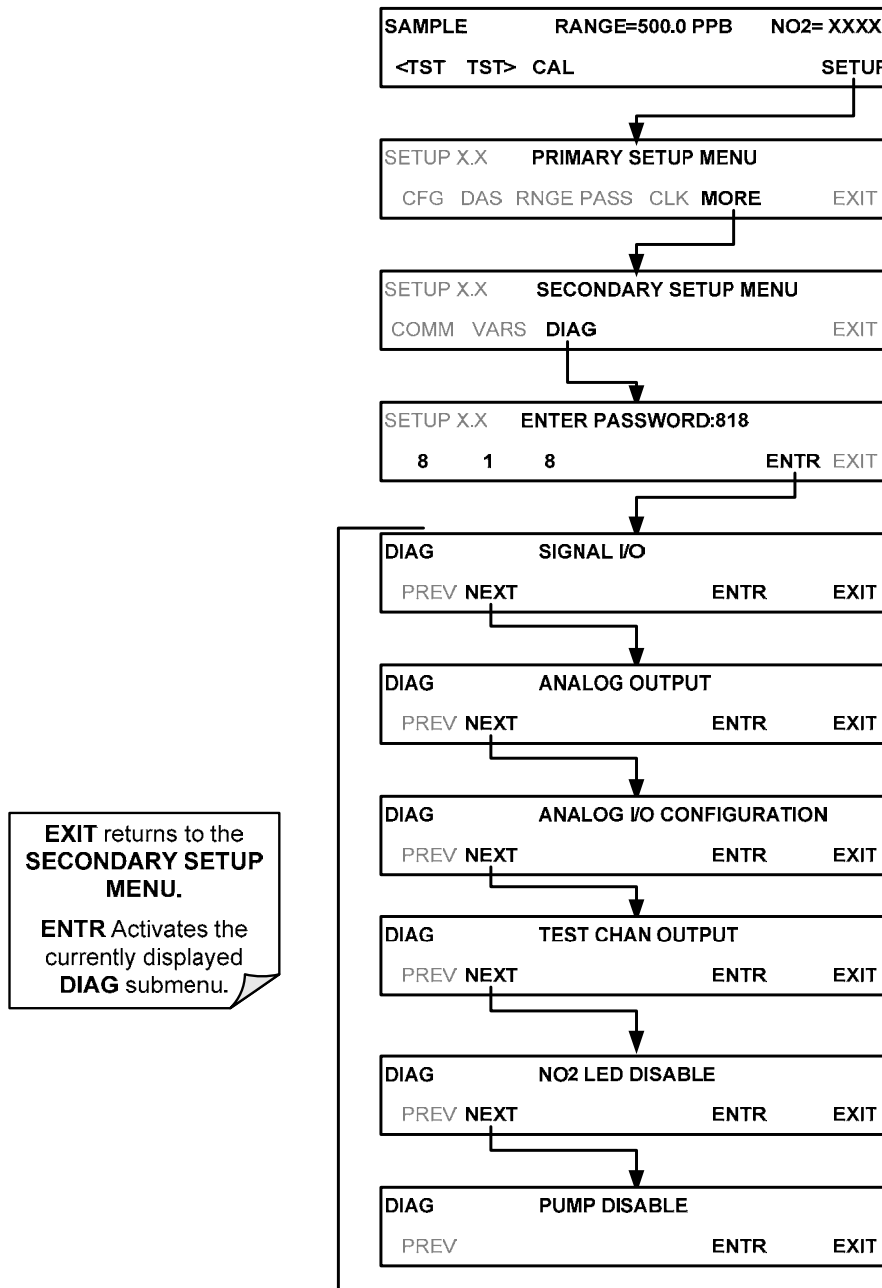 SAMPLE RANGE=500.0 PPB NO2= XXXX
<TST TST> CAL SETUP
SETUP X.X PRIMARY SETUP MENU
CFG DAS RNGE PASS CLK MORE EXIT
SETUP X.X SECONDARY SETUP MENU
COMM VARS DIAG EXIT
SETUP X.X ENTER PASSWORD:818
8 1 8 ENTR EXIT
DIAG SIGNAL I/O
PREV NEXT ENTR EXIT
DIAG ANALOG OUTPUT
PREV NEXT ENTR EXIT
DIAG ANALOG I/O CONFIGURATION
PREV NEXT ENTR EXIT
DIAG TEST CHAN OUTPUT
PREV NEXT ENTR EXIT
DIAG NO2 LED DISABLE
PREV NEXT ENTR EXIT
DIAG PUMP DISABLE
PREV ENTR EXIT
EXIT returns to the
SECONDARY SETUP
MENU.
ENTR Activates the
currently displayed
DIAG submenu.